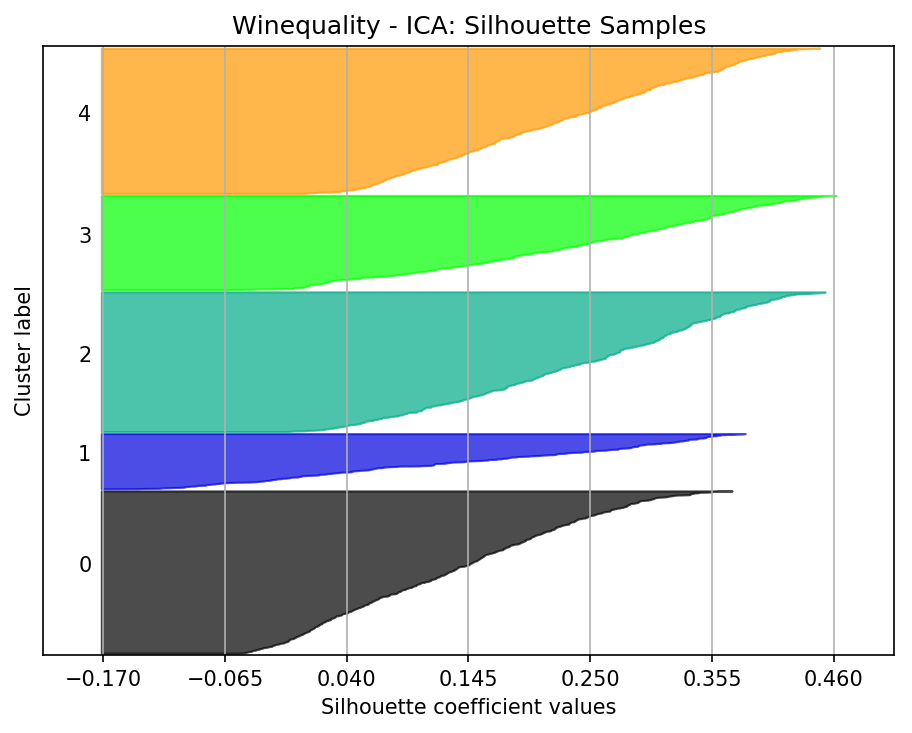 Winequality - ICA: Silhouette Samples
Cluster label
4
3
2
1
0
−0.170 −0.065 0.040 0.145 0.250 0.355 0.460
Silhouette coefficient values